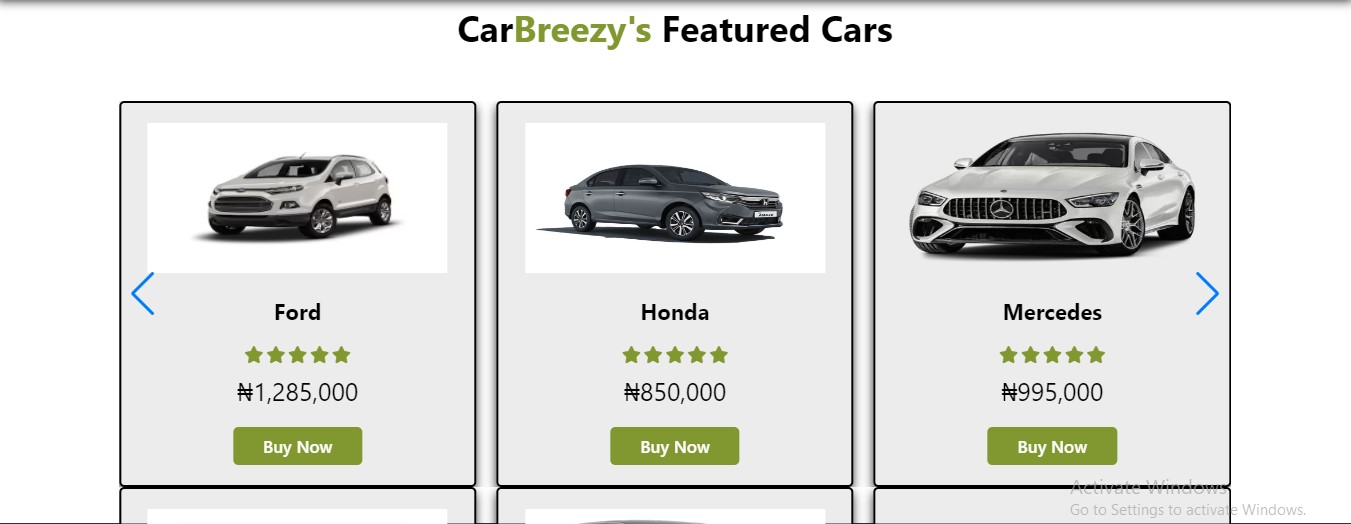 CarBreezy's Featured Cars
Ford
Honda
Mercedes
₦1,285,000
₦850,000
₦995,000
Buy Now
Buy Now
Buy Now
Activate Windows
Go to Settings to activate Windows.